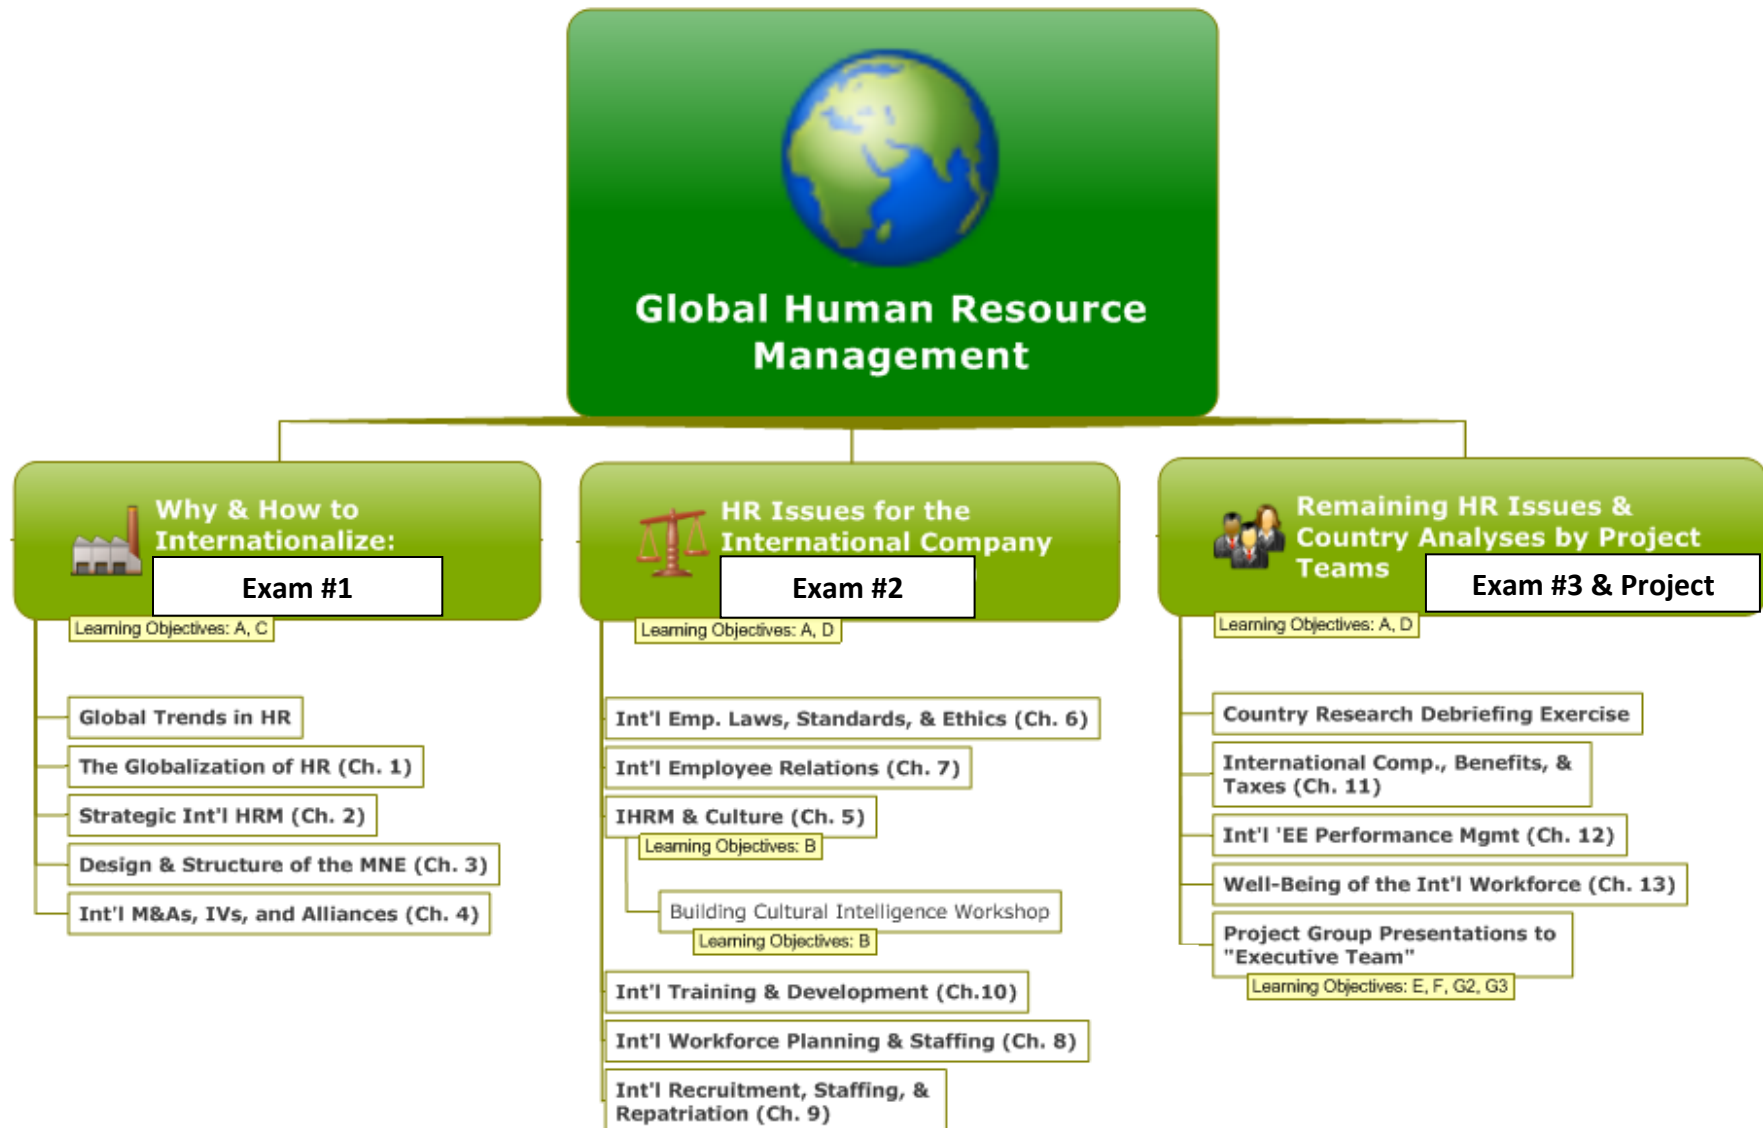 Global Human Resource
Management
Why & How to
Internationalize:
Exam #1
Learning Objectives: A, C
Global Trends in HR
The Globalization of HR (Ch. 1)
Strategic Int'l HRM (Ch. 2)
Design & Structure of the MNE (Ch. 3)
Int'l M&As, IVs, and Alliances (Ch. 4)
HR Issues for the
International Company
Exam #2
Learning Objectives: A, D
Int'l Emp. Laws, Standards, & Ethics (Ch. 6)
Int'l Employee Relations (Ch. 7)
IHRM & Culture (Ch. 5)
Learning Objectives: B
Building Cultural Intelligence Workshop
Learning Objectives: B
Int'l Training & Development (Ch.10)
Int'l Workforce Planning & Staffing (Ch. 8)
Int'l Recruitment, Staffing, &
Repatriation (Ch. 9)
Remaining HR Issues &
Country Analyses by Project
Teams
Exam #3 & Project
Learning Objectives: A, D
Country Research Debriefing Exercise
International Comp., Benefits, &
Taxes (Ch. 11)
Int'l 'EE Performance Mgmt (Ch. 12)
Well-Being of the Int'l Workforce (Ch. 13)
Project Group Presentations to
"Executive Team"
Learning Objectives: E, F, G2, G3